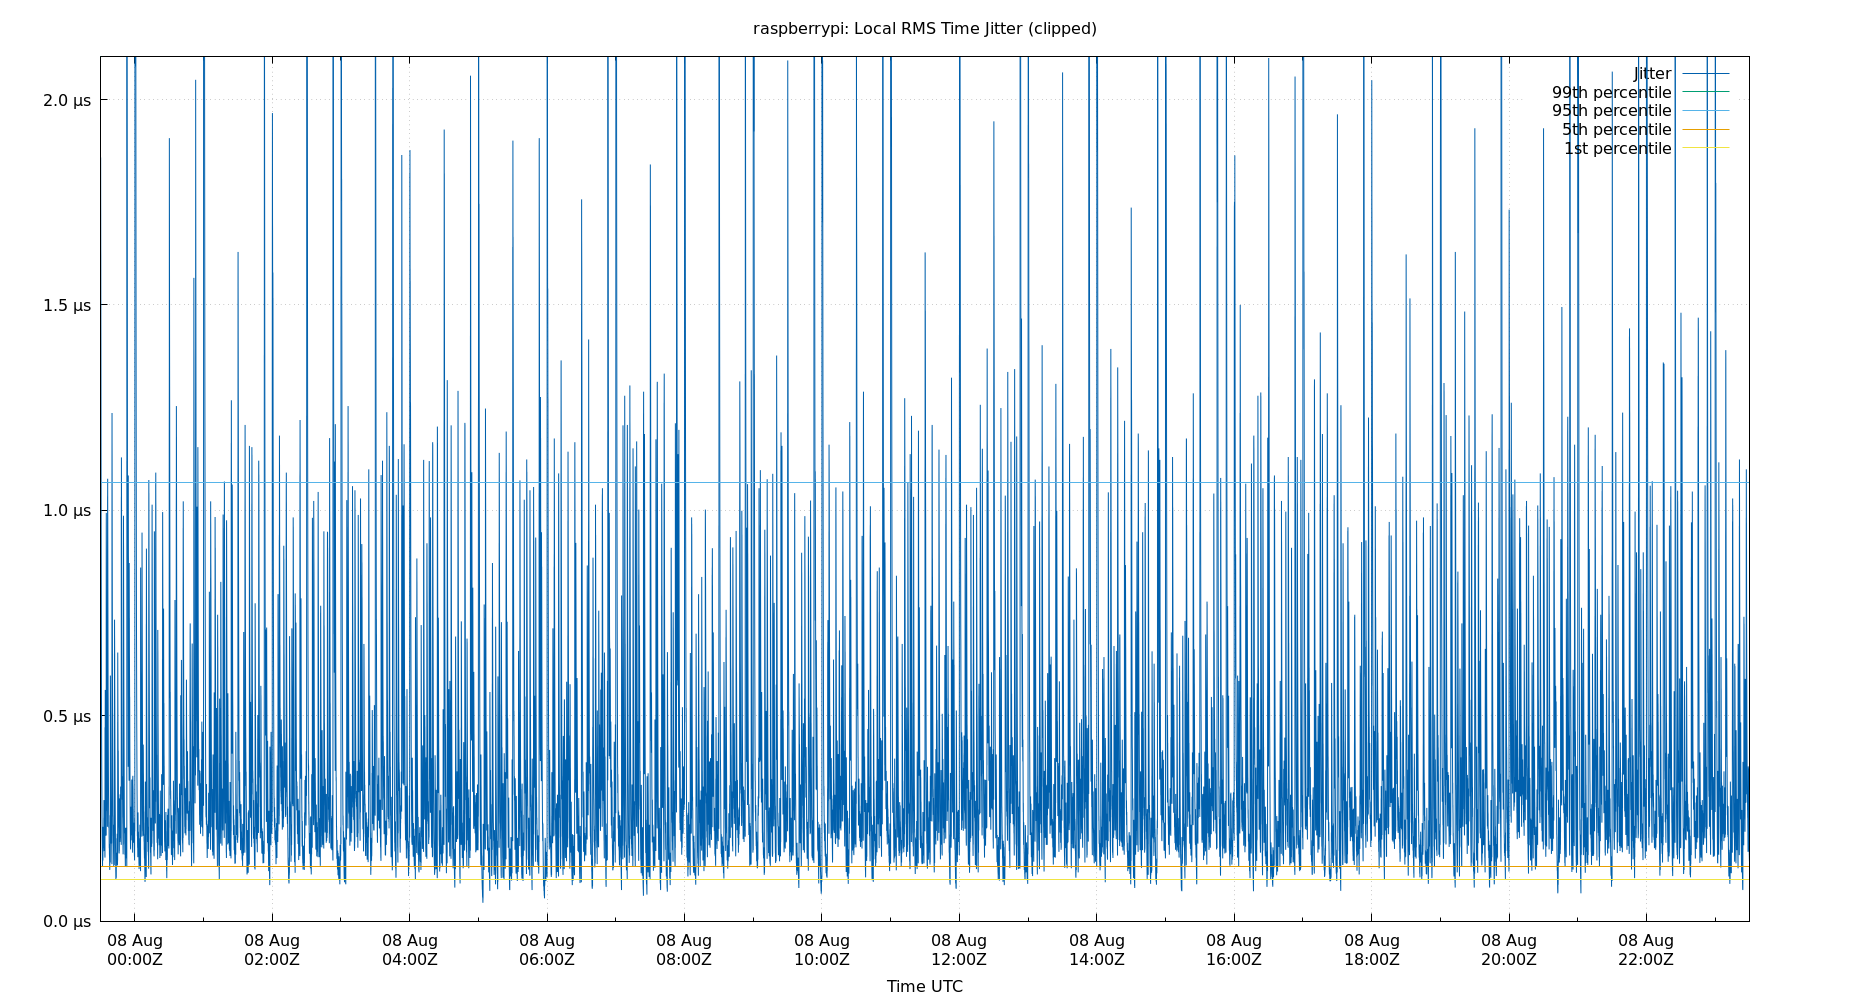 raspberrypi: Local RMS Time Jitter (clipped)
Jitter
99th percentile
95th percentile
5th percentile
1st percentile
2.0 μs
1.5 μs
1.0 μs
0.5 μs
0.0 μs
08 Aug 08 Aug 08 Aug 08 Aug 08 Aug 08 Aug 08 Aug 08 Aug 08 Aug 08 Aug 08 Aug 08 Aug
00:00Z 02:00Z 04:00Z 06:00Z 08:00Z 10:00Z 12:00Z 14:00Z 16:00Z 18:00Z 20:00Z 22:00Z
Time UTC